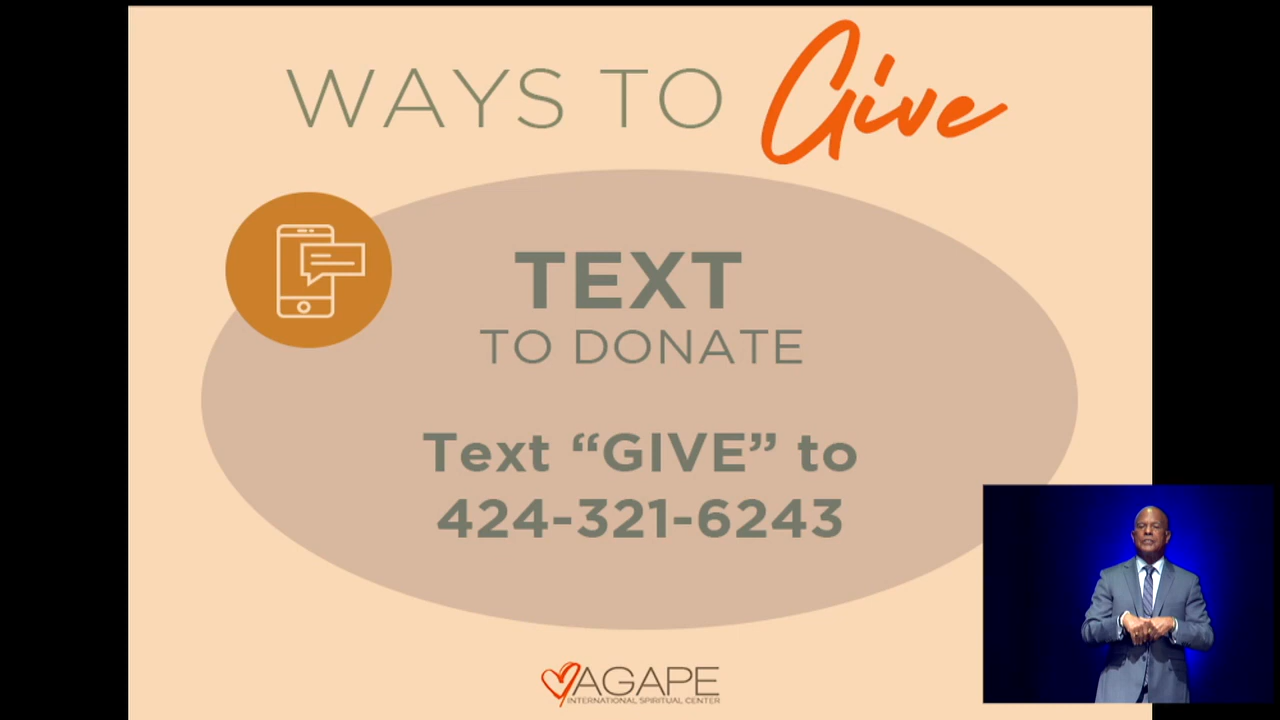 WAYS TO Give
TEXT
TO DONATE
Text “GIVE” to
424-321-6243
AGAPE
INTERNATIONAL SPIRITUAL CENTER